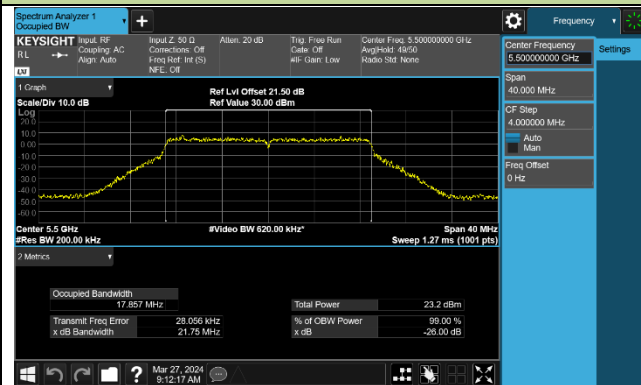 Spectrum Analyzer 1
Occupied BW
Frequency
KEYSIGHT
RL
LXI
Input: RF
Coupling: AC
Align: Auto
Input Z: 50 Ω
Corrections: Off
Freq Ref: Int (S)
NFE: Off
Atten: 20 dB
Trig: Free Run
Gate: Off
#IF Gain: Low
Center Freq: 5.500000000 GHz
Avg|Hold: 49/50
Radio Std: None
Center Frequency
5.500000000 GHz
Settings
Span
40.000 MHz
CF Step
4.000000 MHz
Auto
Man
Freq Offset
0 Hz
1 Graph
Scale/Div 10.0 dB
Ref Lvl Offset 21.50 dB
Ref Value 30.00 dBm
Log
20.0
10.0
0.00
-10.0
-20.0
-30.0
-40.0
-50.0
-60.0
Center 5.5 GHz
#Res BW 200.00 kHz
#Video BW 620.00 kHz*
Span 40 MHz
Sweep 1.27 ms (1001 pts)
2 Metrics
Occupied Bandwidth
17.857 MHz
Total Power 23.2 dBm
Transmit Freq Error 28.056 kHz
% of OBW Power 99.00 %
x dB Bandwidth 21.75 MHz
x dB -26.00 dB
?
Mar 27, 2024
9:12:17 AM